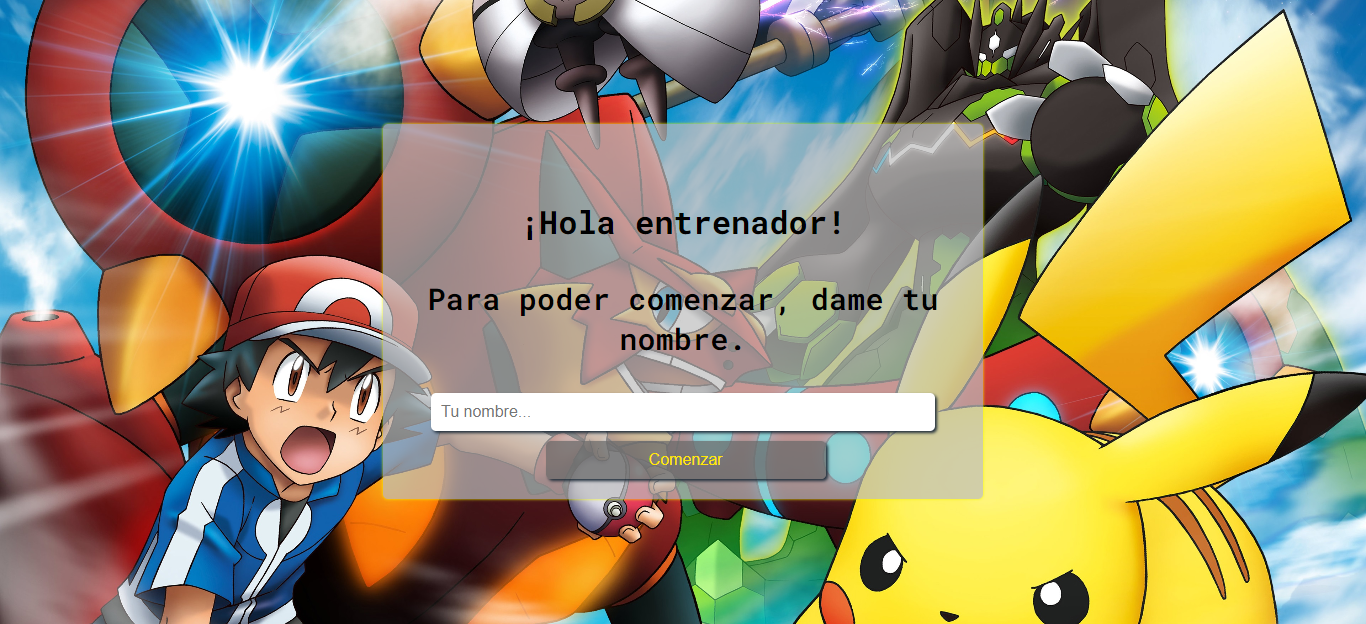 ¡Hola entrenador!
Para poder comenzar, dame tu
nombre.
Tu nombre...
Comenzar